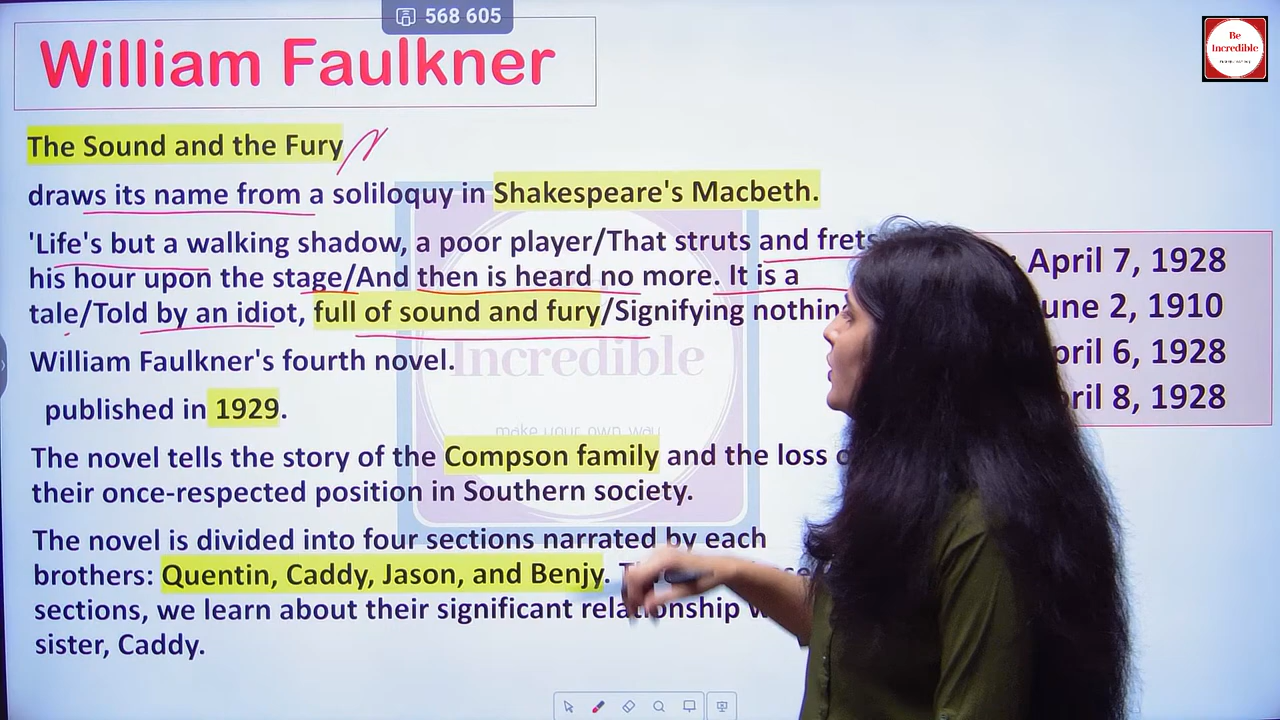 568 605
William Faulkner
Be
Incredible
The Sound and the Fury
draws its name from a soliloquy in Shakespeare's Macbeth.
'Life's but a walking shadow, a poor player/That struts and frets
his hour upon the stage/And then is heard no more. It is a
tale/Told by an idiot, full of sound and fury/Signifying
William Faulkner's fourth novel.
Incredible
published in 1929.
make your own way
The novel tells the story of the Compson family and the loss
their once-respected position in Southern society.
The novel is divided into four sections narrated by each
brothers: Quentin, Caddy, Jason, and Benjy.
sections, we learn about their significant relationship
sister, Caddy.
April 7, 1928
2, 1910
6, 1928
8, 1928